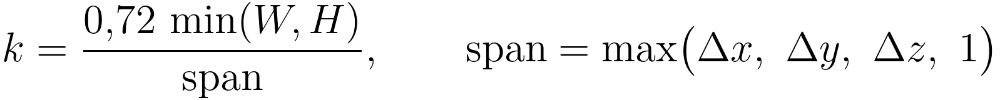 k = 0,72 min(W, H) / span, span = max(Δx, Δy, Δz, 1)